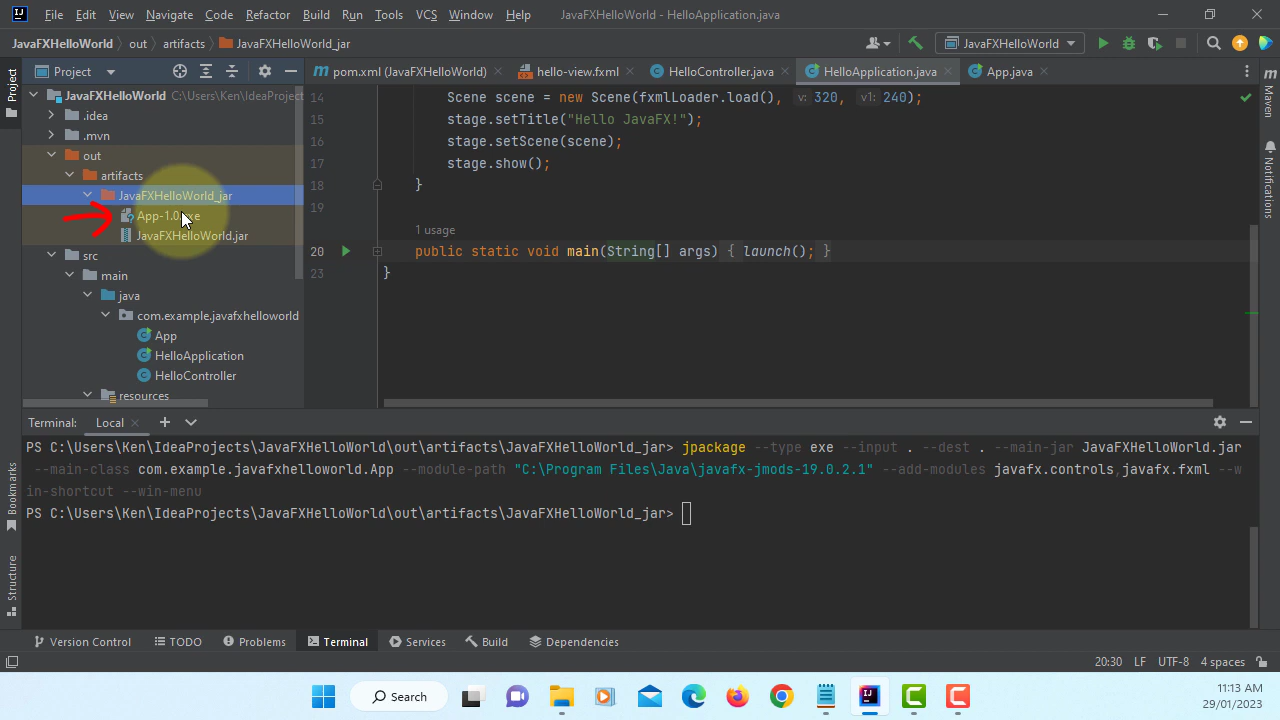 File Edit View Navigate Code Refactor Build Run Tools VCS Window Help JavaFXHelloWorld - HelloApplication.java
JavaFXHelloWorld out artifacts JavaFXHelloWorld_jar JavaFXHelloWorld
Project
pom.xml (JavaFXHelloWorld) hello-view.fxml HelloController.java HelloApplication.java App.java
Project
Maven
Notifications
JavaFXHelloWorld C:\Users\Ken\IdeaProject
.idea
.mvn
out
artifacts
JavaFXHelloWorld_jar
App-1.0.exe
JavaFXHelloWorld.jar
src
main
java
com.example.javafxhelloworld
App
HelloApplication
HelloController
resources
14 Scene scene = new Scene(fxmlLoader.load(), v: 320, v1: 240);
15 stage.setTitle("Hello JavaFX!");
16 stage.setScene(scene);
17 stage.show();
18 }
19
1 usage
20 public static void main(String[] args) { launch(); }
23 }
Terminal: Local
PS C:\Users\Ken\IdeaProjects\JavaFXHelloWorld\out\artifacts\JavaFXHelloWorld_jar> jpackage --type exe --input . --dest . --main-jar JavaFXHelloWorld.jar
--main-class com.example.javafxhelloworld.App --module-path "C:\Program Files\Java\javafx-jmods-19.0.2.1" --add-modules javafx.controls,javafx.fxml --w
in-shortcut --win-menu
PS C:\Users\Ken\IdeaProjects\JavaFXHelloWorld\out\artifacts\JavaFXHelloWorld_jar>
Bookmarks
Structure
Version Control TODO Problems Terminal Services Build Dependencies
20:30 LF UTF-8 4 spaces
Search
11:13 AM
29/01/2023